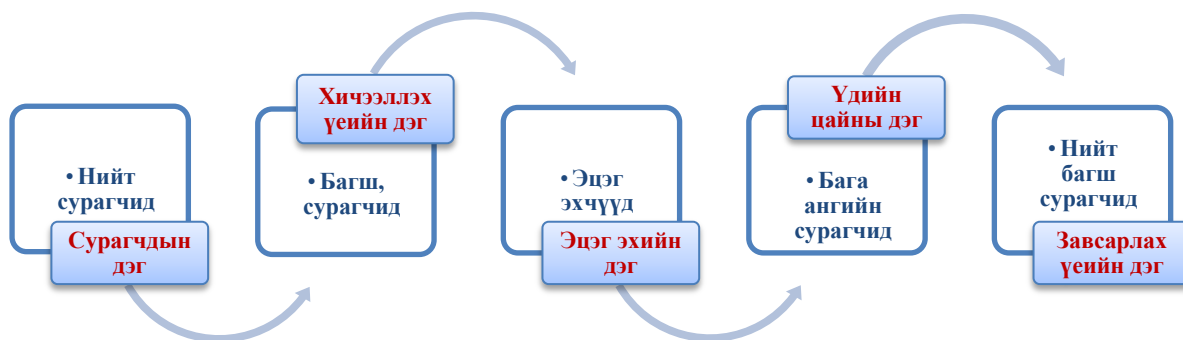 • Нийт
сурагчид
Сурагчдын
дэг
Хичээллэх
үеийн дэг
• Багш,
сурагчид
• Эцэг
эхчүүд
Эцэг эхийн
дэг
Үдийн
цайны дэг
• Бага
ангийн
сурагчид
• Нийт
багш
сурагчид
Завсарлах
үеийн дэг